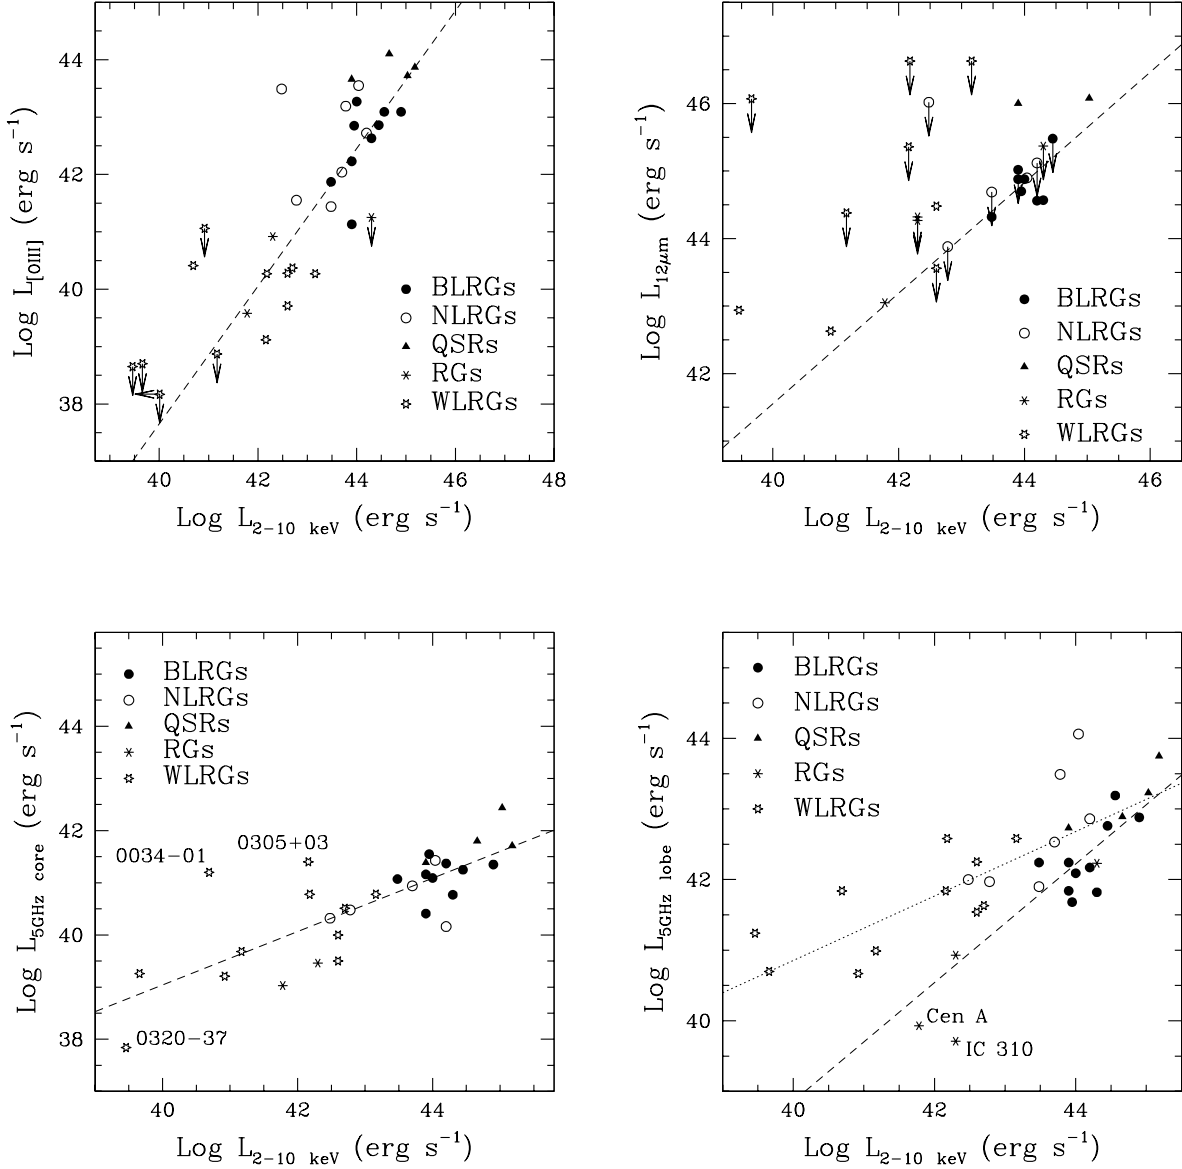 44
42
40
38
Log L[OIII] (erg s−1)
BLRGs
NLRGs
QSRs
RGs
WLRGs
40 42 44 46 48
Log L2−10 keV (erg s−1)
46
44
42
Log L12μm (erg s−1)
BLRGs
NLRGs
QSRs
RGs
WLRGs
40 42 44 46
Log L2−10 keV (erg s−1)
44
42
40
38
Log L5GHz core (erg s−1)
BLRGs
NLRGs
QSRs
RGs
WLRGs
0305+03
0034−01
0320−37
40 42 44
Log L2−10 keV (erg s−1)
44
42
40
Log L5GHz lobe (erg s−1)
BLRGs
NLRGs
QSRs
RGs
WLRGs
Cen A
IC 310
40 42 44
Log L2−10 keV (erg s−1)